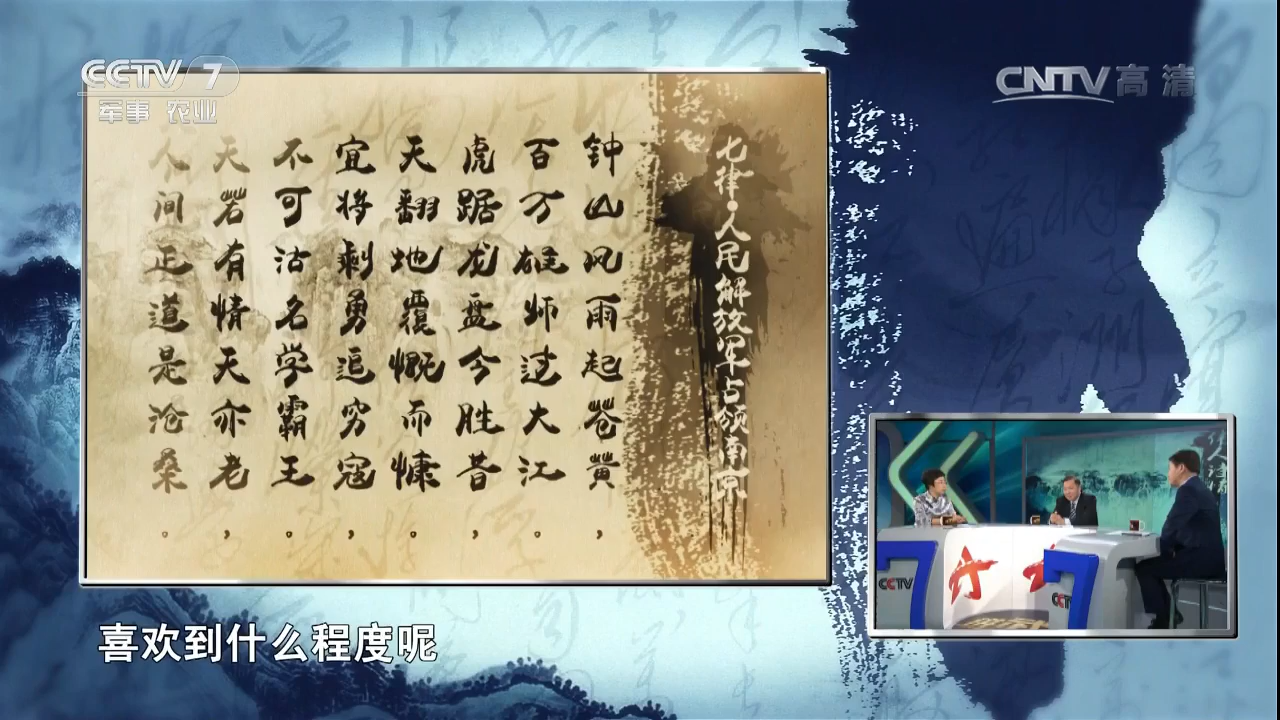 CCTV 7
军事 农业
CNTV 高清
七律·人民解放军占领南京
钟山风雨起苍黄，
百万雄师过大江。
虎踞龙盘今胜昔，
天翻地覆慨而慷。
宜将剩勇追穷寇，
不可沽名学霸王。
天若有情天亦老，
人间正道是沧桑。
CCTV
7
7
喜欢到什么程度呢